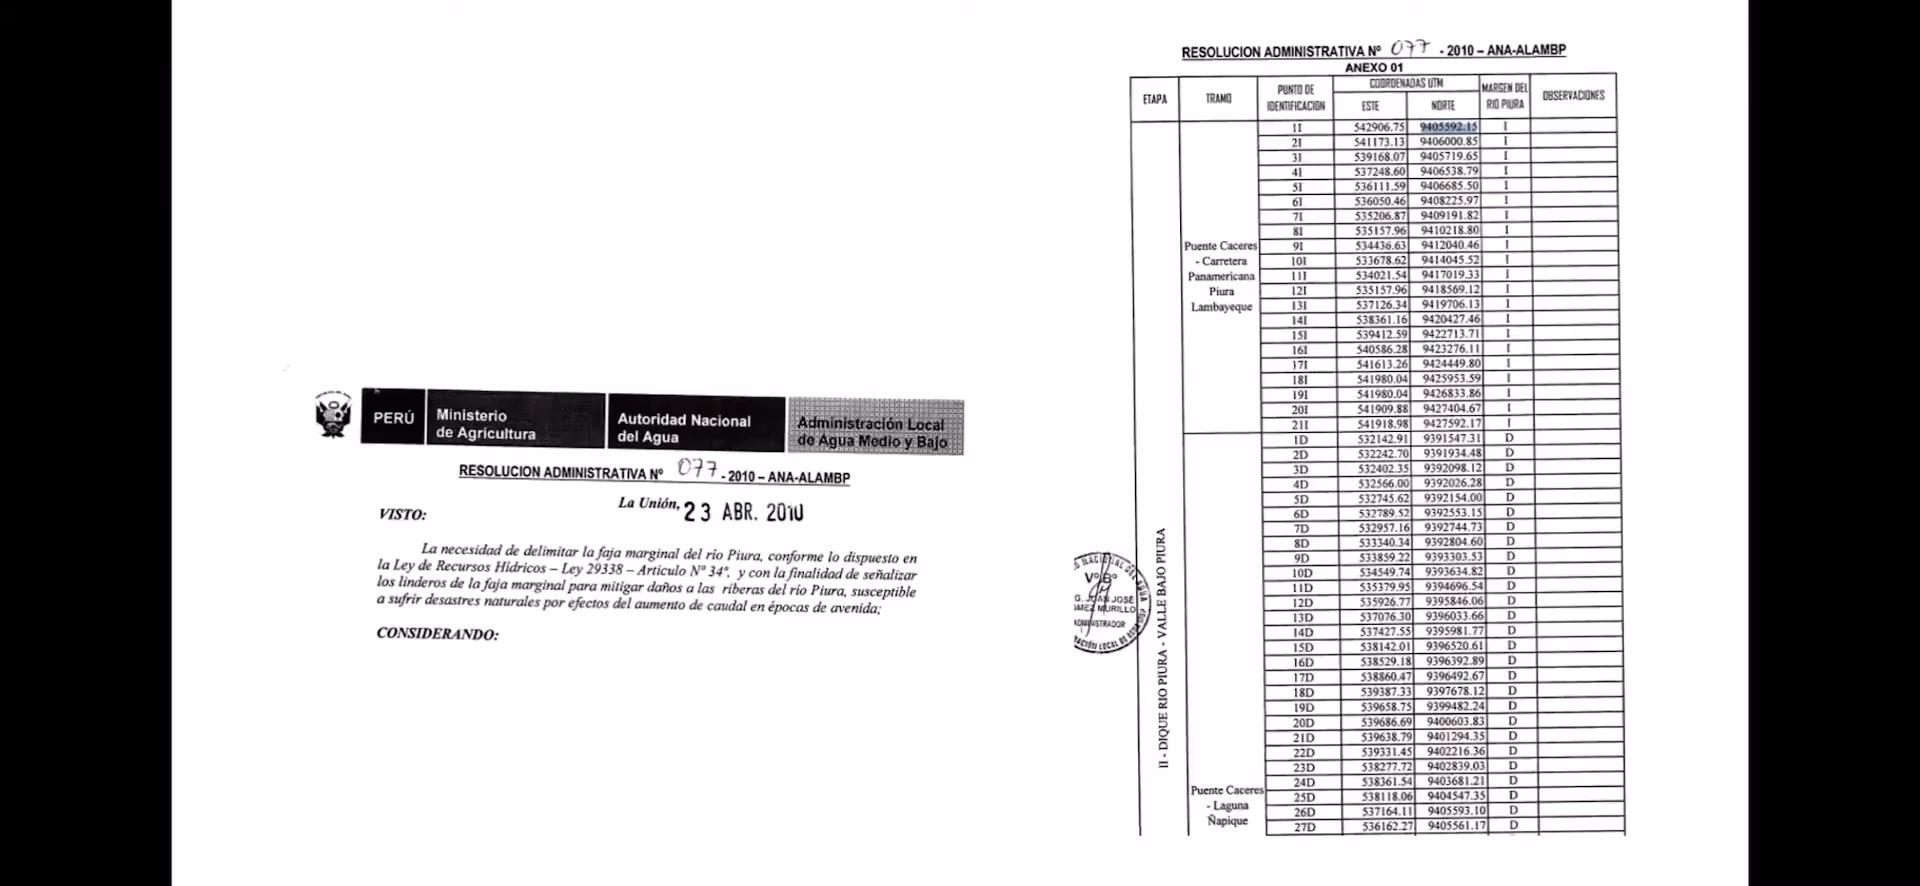 PERÚ
Ministerio
de Agricultura
Autoridad Nacional
del Agua
Administración Local
de Agua Medio y Bajo
RESOLUCION ADMINISTRATIVA Nº 077 - 2010 – ANA-ALAMBP
La Unión, 23 ABR. 2010
VISTO:
La necesidad de delimitar la faja marginal del río Piura, conforme lo dispuesto en
la Ley de Recursos Hídricos – Ley 29338 – Articulo Nº 34º, y con la finalidad de señalizar
los linderos de la faja marginal para mitigar daños a las riberas del río Piura, susceptible
a sufrir desastres naturales por efectos del aumento de caudal en épocas de avenida;
CONSIDERANDO:
RESOLUCION ADMINISTRATIVA Nº 077 - 2010 – ANA-ALAMBP
ANEXO 01
ETAPA TRAMO PUNTO DE IDENTIFICACION COORDENADAS UTM MARGEN DEL RIO PIURA OBSERVACIONES
ESTE NORTE
II - DIQUE RIO PIURA - VALLE BAJO PIURA
Puente Caceres
- Carretera
Panamericana
Piura
Lambayeque
1I 542906.75 9405592.15 I
2I 541173.13 9406000.85 I
3I 539168.07 9405719.65 I
4I 537248.60 9406538.79 I
5I 536111.59 9406685.50 I
6I 536050.46 9408225.97 I
7I 535206.87 9409191.82 I
8I 535157.96 9410218.80 I
9I 534436.63 9412040.46 I
10I 533678.62 9414045.52 I
11I 534021.54 9417019.33 I
12I 535157.96 9418569.12 I
13I 537126.34 9419706.13 I
14I 538361.16 9420427.46 I
15I 539412.59 9422713.71 I
16I 540586.28 9423276.11 I
17I 541613.26 9424449.80 I
18I 541980.04 9425953.59 I
19I 541980.04 9426833.86 I
20I 541909.88 9427404.67 I
21I 541918.98 9427592.17 I
Puente Caceres
- Laguna
Ñapique
1D 532142.91 9391547.31 D
2D 532242.70 9391934.48 D
3D 532402.35 9392098.12 D
4D 532566.00 9392026.28 D
5D 532745.62 9392154.00 D
6D 532789.52 9392553.15 D
7D 532957.16 9392744.73 D
8D 533340.34 9392804.60 D
9D 533859.22 9393303.53 D
10D 534549.74 9393634.82 D
11D 535379.95 9394696.54 D
12D 535926.77 9395846.06 D
13D 537076.30 9396033.66 D
14D 537427.55 9395981.77 D
15D 538142.01 9396520.61 D
16D 538529.18 9396392.89 D
17D 538860.47 9396492.67 D
18D 539387.33 9397678.12 D
19D 539658.75 9399482.24 D
20D 539686.69 9400603.83 D
21D 539638.79 9401294.35 D
22D 539331.45 9402216.36 D
23D 538277.72 9402839.03 D
24D 538361.54 9403681.21 D
25D 538118.06 9404547.35 D
26D 537164.11 9405593.10 D
27D 536162.27 9405561.17 D
VºBº
G. JUAN JOSE
MURILLO